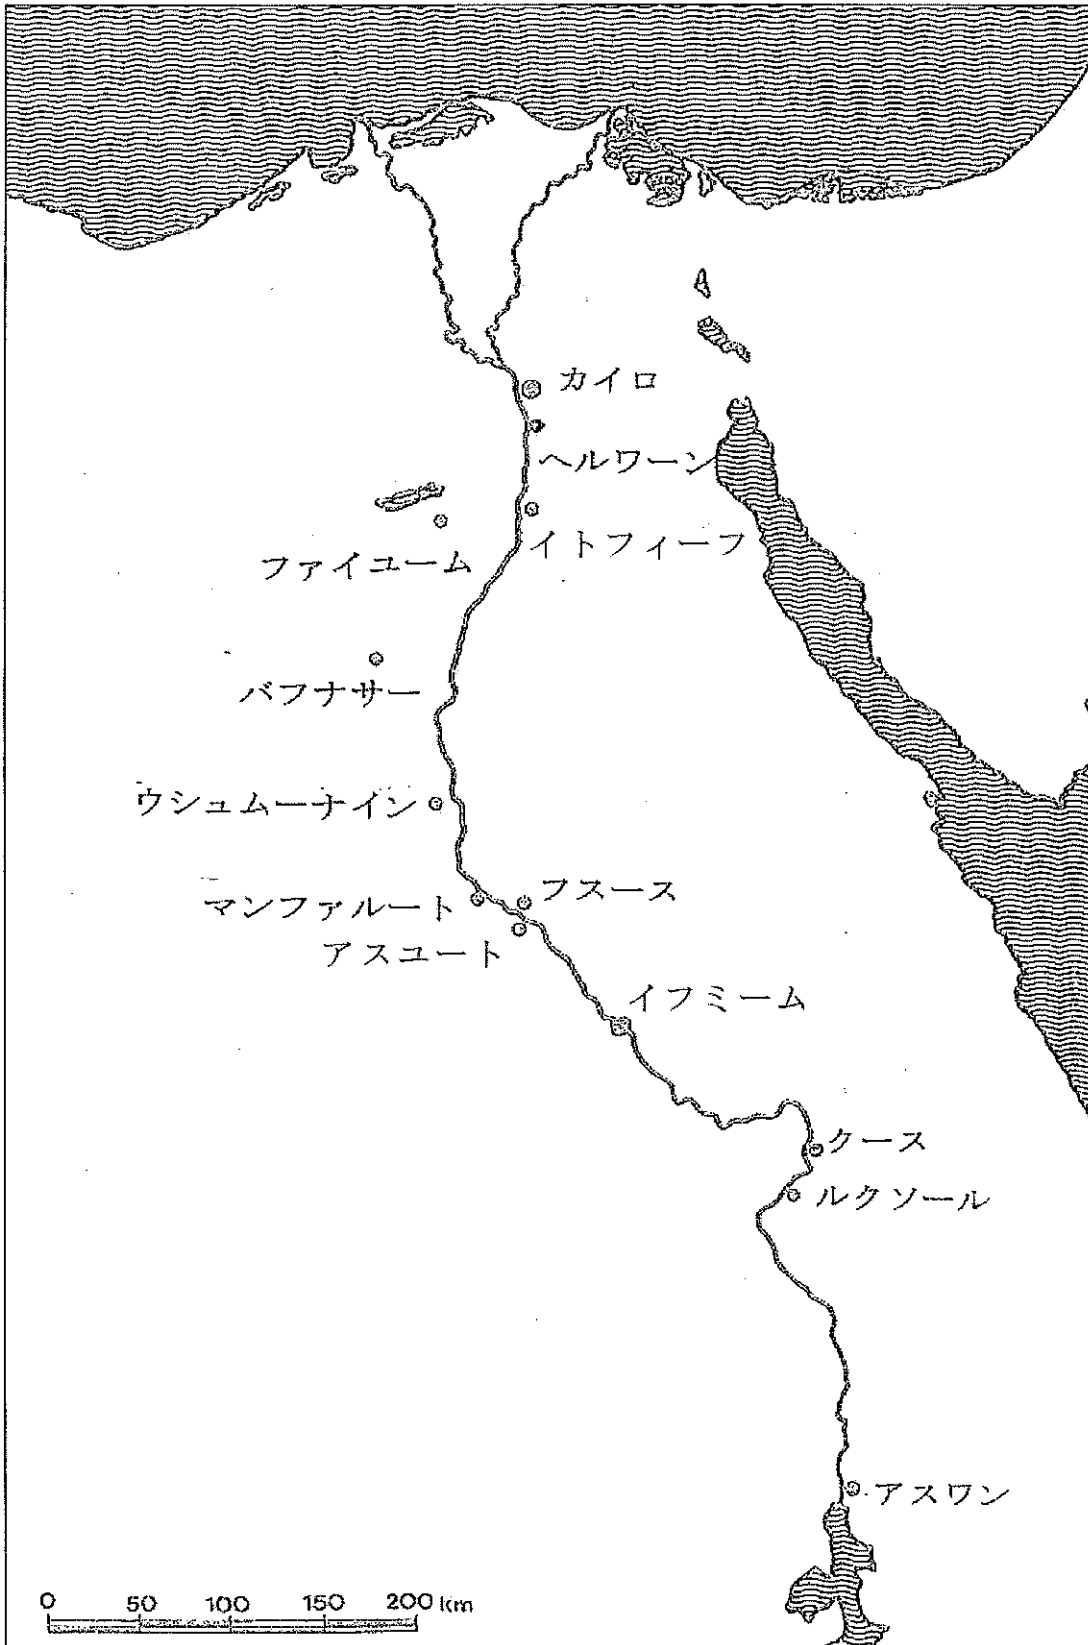 カイロ
ヘルワーン
イトフィーフ
ファイユーム
バフナサー
ウシュムーナイン
マンファルート
フスース
アスユート
イフミーム
クース
ルクソール
アスワン
0 50 100 150 200 km